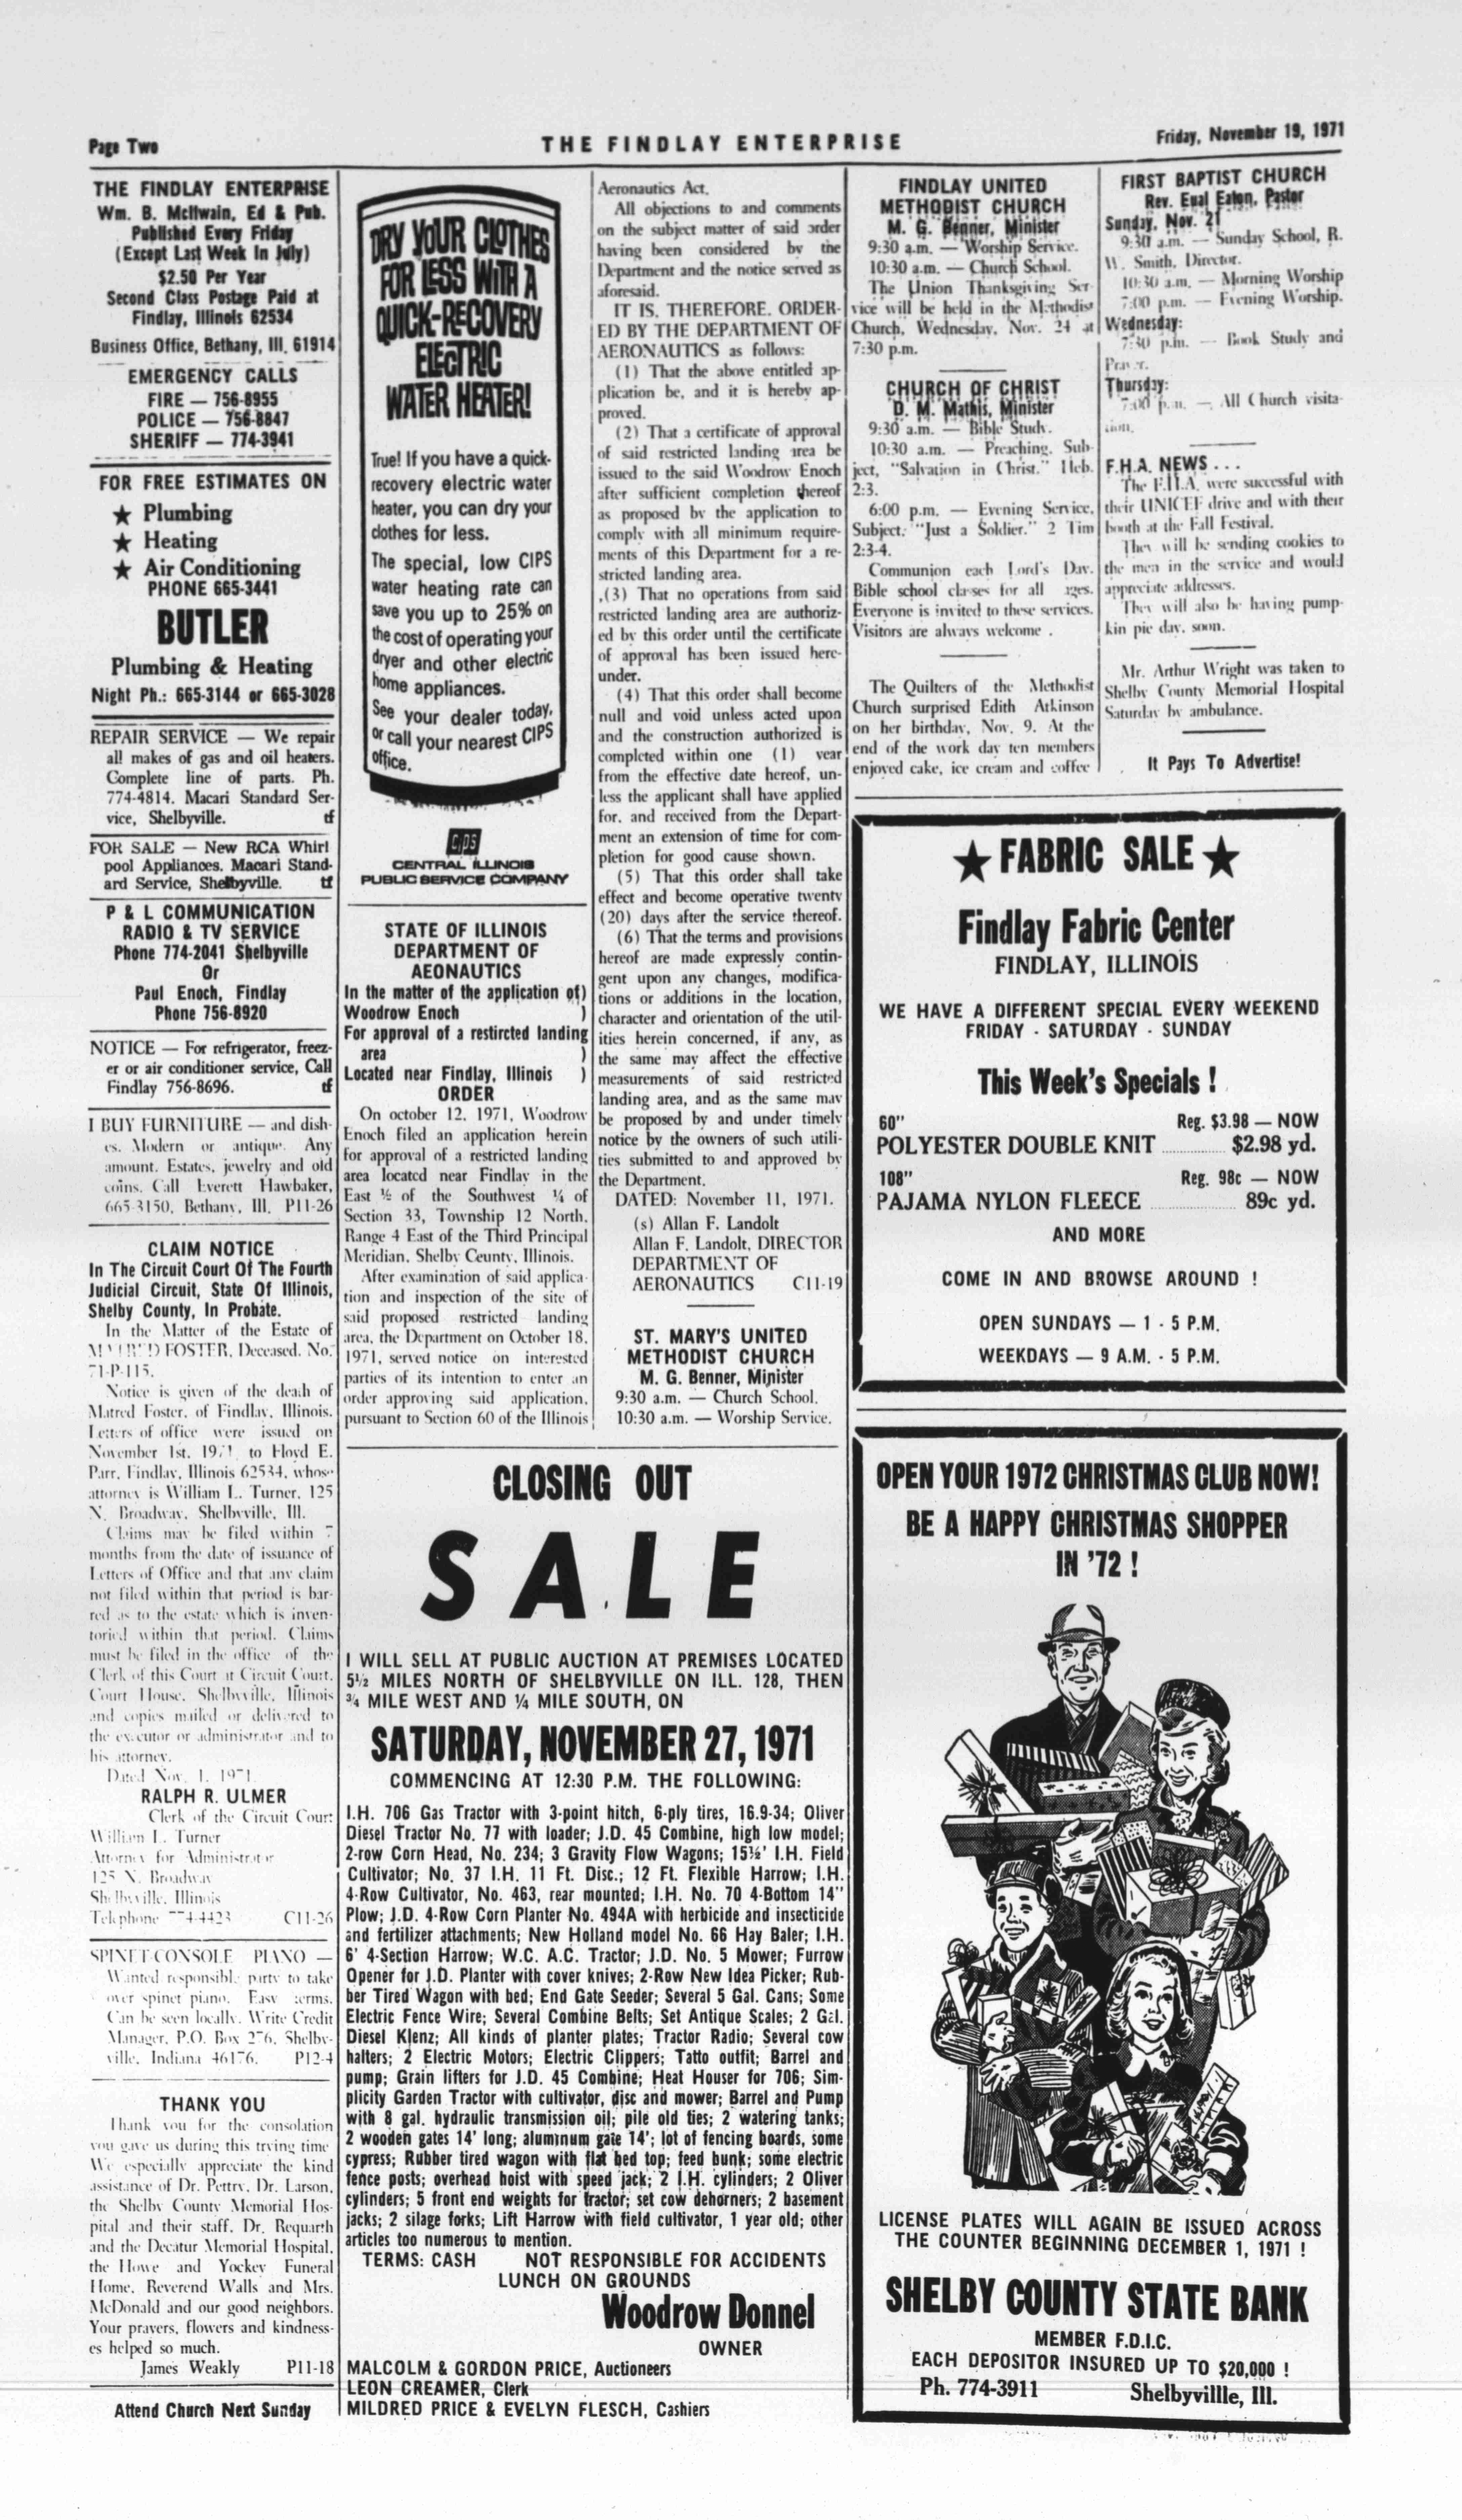 Page Two
THE FINDLAY ENTERPRISE
Friday, November 19, 1971
THE FINDLAY ENTERPRISE
Wm. B. McIlwain, Ed & Pub.
Published Every Friday
(Except Last Week In July)
$2.50 Per Year
Second Class Postage Paid at
Findlay, Illinois 62534
Business Office, Bethany, Ill. 61914
EMERGENCY CALLS
FIRE — 756-8955
POLICE — 756-8847
SHERIFF — 774-3941
FOR FREE ESTIMATES ON
★ Plumbing
★ Heating
★ Air Conditioning
PHONE 665-3441
BUTLER
Plumbing & Heating
Night Ph.: 665-3144 or 665-3028
REPAIR SERVICE — We repair
all makes of gas and oil heaters.
Complete line of parts. Ph.
774-4814. Macari Standard Ser-
vice, Shelbyville. tf
FOR SALE — New RCA Whirl
pool Appliances. Macari Stand-
ard Service, Shelbyville. tf
P & L COMMUNICATION
RADIO & TV SERVICE
Phone 774-2041 Shelbyville
Or
Paul Enoch, Findlay
Phone 756-8920
NOTICE — For refrigerator, freez-
er or air conditioner service, Call
Findlay 756-8696. tf
I BUY FURNITURE — and dish-
es. Modern or antique. Any
amount. Estates, jewelry and old
coins. Call Everett Hawbaker,
665-3150, Bethany, Ill. P11-26
CLAIM NOTICE
In The Circuit Court Of The Fourth
Judicial Circuit, State Of Illinois,
Shelby County, In Probate.
In the Matter of the Estate of
FOSTER, Deceased. No.
71-P-115.
Notice is given of the death of
Matred Foster, of Findlay, Illinois.
Letters of office were issued on
November 1st, 1971 to Floyd E.
Parr, Findlay, Illinois 62534, whose
attorney is William L. Turner, 125
N. Broadway, Shelbyville, Ill.
Claims may be filed within 7
months from the date of issuance of
Letters of Office and that any claim
not filed within that period is bar-
red as to the estate which is inven-
toried within that period. Claims
must be filed in the office of the
Clerk of this Court at Circuit Court,
Court House, Shelbyville, Illinois
and copies mailed or delivered to
the executor or administrator and to
his attorney.
Dated Nov. 1, 1971
RALPH R. ULMER
Clerk of the Circuit Court
William L. Turner
Attorney for Administrator
125 N. Broadway
Shelbyville, Illinois
Telephone 774-4423 C11-26
SPINET-CONSOLE PIANO —
Wanted responsible party to take
over spinet piano. Easy terms.
Can be seen locally. Write Credit
Manager, P.O. Box 276, Shelby-
ville, Indiana 46176. P12-4
THANK YOU
Thank you for the consolation
you gave us during this trying time
We especially appreciate the kind
assistance of Dr. Pettry, Dr. Larson,
the Shelby County Memorial Hos-
pital and their staff, Dr. Requarth
and the Decatur Memorial Hospital,
the Howe and Yockey Funeral
Home, Reverend Walls and Mrs.
McDonald and our good neighbors.
Your prayers, flowers and kindness-
es helped so much.
James Weakly P11-18
Attend Church Next Sunday
DRY YOUR CLOTHES
FOR LESS WITH A
QUICK-RECOVERY
ELECTRIC
WATER HEATER!
True! If you have a quick-
recovery electric water
heater, you can dry your
clothes for less.
The special, low CIPS
water heating rate can
save you up to 25% on
the cost of operating your
dryer and other electric
home appliances.
See your dealer today,
or call your nearest CIPS
office.
CIPS
CENTRAL ILLINOIS
PUBLIC SERVICE COMPANY
STATE OF ILLINOIS
DEPARTMENT OF
AEONAUTICS
In the matter of the application of)
Woodrow Enoch )
For approval of a restircted landing
area )
Located near Findlay, Illinois )
ORDER
On october 12, 1971, Woodrow
Enoch filed an application herein
for approval of a restricted landing
area located near Findlay in the
East ½ of the Southwest ¼ of
Section 33, Township 12 North,
Range 4 East of the Third Principal
Meridian, Shelby County, Illinois.
After examination of said applica-
tion and inspection of the site of
said proposed restricted landing
area, the Department on October 18,
1971, served notice on interested
parties of its intention to enter an
order approving said application,
pursuant to Section 60 of the Illinois
Aeronautics Act.
All objections to and comments
on the subject matter of said order
having been considered by the
Department and the notice served as
aforesaid.
IT IS, THEREFORE, ORDER-
ED BY THE DEPARTMENT OF
AERONAUTICS as follows:
(1) That the above entitled ap-
plication be, and it is hereby ap-
proved.
(2) That a certificate of approval
of said restricted landing area be
issued to the said Woodrow Enoch
after sufficient completion thereof
as proposed by the application to
comply with all minimum require-
ments of this Department for a re-
stricted landing area.
,(3) That no operations from said
restricted landing area are authoriz-
ed by this order until the certificate
of approval has been issued here-
under.
(4) That this order shall become
null and void unless acted upon
and the construction authorized is
completed within one (1) year
from the effective date hereof, un-
less the applicant shall have applied
for, and received from the Depart-
ment an extension of time for com-
pletion for good cause shown.
(5) That this order shall take
effect and become operative twenty
(20) days after the service thereof.
(6) That the terms and provisions
hereof are made expressly contin-
gent upon any changes, modifica-
tions or additions in the location,
character and orientation of the util-
ities herein concerned, if any, as
the same may affect the effective
measurements of said restricted
landing area, and as the same may
be proposed by and under timely
notice by the owners of such utili-
ties submitted to and approved by
the Department.
DATED: November 11, 1971.
(s) Allan F. Landolt
Allan F. Landolt, DIRECTOR
DEPARTMENT OF
AERONAUTICS C11-19
ST. MARY'S UNITED
METHODIST CHURCH
M. G. Benner, Minister
9:30 a.m. — Church School.
10:30 a.m. — Worship Service.
CLOSING OUT
SALE
I WILL SELL AT PUBLIC AUCTION AT PREMISES LOCATED
5½ MILES NORTH OF SHELBYVILLE ON ILL. 128, THEN
¾ MILE WEST AND ¼ MILE SOUTH, ON
SATURDAY, NOVEMBER 27, 1971
COMMENCING AT 12:30 P.M. THE FOLLOWING:
I.H. 706 Gas Tractor with 3-point hitch, 6-ply tires, 16.9-34; Oliver
Diesel Tractor No. 77 with loader; J.D. 45 Combine, high low model;
2-row Corn Head, No. 234; 3 Gravity Flow Wagons; 15½' I.H. Field
Cultivator; No. 37 I.H. 11 Ft. Disc.; 12 Ft. Flexible Harrow; I.H.
4-Row Cultivator, No. 463, rear mounted; I.H. No. 70 4-Bottom 14"
Plow; J.D. 4-Row Corn Planter No. 494A with herbicide and insecticide
and fertilizer attachments; New Holland model No. 66 Hay Baler; I.H.
6' 4-Section Harrow; W.C. A.C. Tractor; J.D. No. 5 Mower; Furrow
Opener for J.D. Planter with cover knives; 2-Row New Idea Picker; Rub-
ber Tired Wagon with bed; End Gate Seeder; Several 5 Gal. Cans; Some
Electric Fence Wire; Several Combine Belts; Set Antique Scales; 2 Gal.
Diesel Klenz; All kinds of planter plates; Tractor Radio; Several cow
halters; 2 Electric Motors; Electric Clippers; Tatto outfit; Barrel and
pump; Grain lifters for J.D. 45 Combine; Heat Houser for 706; Sim-
plicity Garden Tractor with cultivator, disc and mower; Barrel and Pump
with 8 gal. hydraulic transmission oil; pile old ties; 2 watering tanks;
2 wooden gates 14' long; aluminum gate 14'; lot of fencing boards, some
cypress; Rubber tired wagon with flat bed top; feed bunk; some electric
fence posts; overhead hoist with speed jack; 2 I.H. cylinders; 2 Oliver
cylinders; 5 front end weights for tractor; set cow dehorners; 2 basement
jacks; 2 silage forks; Lift Harrow with field cultivator, 1 year old; other
articles too numerous to mention.
TERMS: CASH NOT RESPONSIBLE FOR ACCIDENTS
LUNCH ON GROUNDS
Woodrow Donnel
OWNER
MALCOLM & GORDON PRICE, Auctioneers
LEON CREAMER, Clerk
MILDRED PRICE & EVELYN FLESCH, Cashiers
FINDLAY UNITED
METHODIST CHURCH
M. G. Benner, Minister
9:30 a.m. — Worship Service.
10:30 a.m. — Church School.
The Union Thanksgiving Ser-
vice will be held in the Methodist
Church, Wednesday, Nov. 24 at
7:30 p.m.
CHURCH OF CHRIST
D. M. Mathis, Minister
9:30 a.m. — Bible Study.
10:30 a.m. — Preaching. Sub-
ject, "Salvation in Christ." Heb.
2:3.
6:00 p.m. — Evening Service.
Subject: "Just a Soldier." 2 Tim
2:3-4.
Communion each Lord's Day.
Bible school classes for all ages.
Everyone is invited to these services.
Visitors are always welcome .
The Quilters of the Methodist
Church surprised Edith Atkinson
on her birthday, Nov. 9. At the
end of the work day ten members
enjoyed cake, ice cream and coffee
FIRST BAPTIST CHURCH
Rev. Eual Eaton, Pastor
Sunday, Nov. 21
9:30 a.m. — Sunday School, R.
W. Smith, Director.
10:30 a.m. — Morning Worship
7:00 p.m. — Evening Worship.
Wednesday:
7:30 p.m. — Book Study and
Prayer.
Thursday:
7:00 p.m. — All Church visita-
tion.
F.H.A. NEWS . . .
The F.H.A. were successful with
their UNICEF drive and with their
booth at the Fall Festival.
They will be sending cookies to
the men in the service and would
appreciate addresses.
They will also be having pump-
kin pie day, soon.
Mr. Arthur Wright was taken to
Shelby County Memorial Hospital
Saturday by ambulance.
It Pays To Advertise!
★ FABRIC SALE ★
Findlay Fabric Center
FINDLAY, ILLINOIS
WE HAVE A DIFFERENT SPECIAL EVERY WEEKEND
FRIDAY - SATURDAY - SUNDAY
This Week's Specials !
60" Reg. $3.98 — NOW
POLYESTER DOUBLE KNIT ............ $2.98 yd.
108" Reg. 98c — NOW
PAJAMA NYLON FLEECE ................ 89c yd.
AND MORE
COME IN AND BROWSE AROUND !
OPEN SUNDAYS — 1 - 5 P.M.
WEEKDAYS — 9 A.M. - 5 P.M.
OPEN YOUR 1972 CHRISTMAS CLUB NOW!
BE A HAPPY CHRISTMAS SHOPPER
IN '72 !
LICENSE PLATES WILL AGAIN BE ISSUED ACROSS
THE COUNTER BEGINNING DECEMBER 1, 1971 !
SHELBY COUNTY STATE BANK
MEMBER F.D.I.C.
EACH DEPOSITOR INSURED UP TO $20,000 !
Ph. 774-3911 Shelbyvillle, Ill.